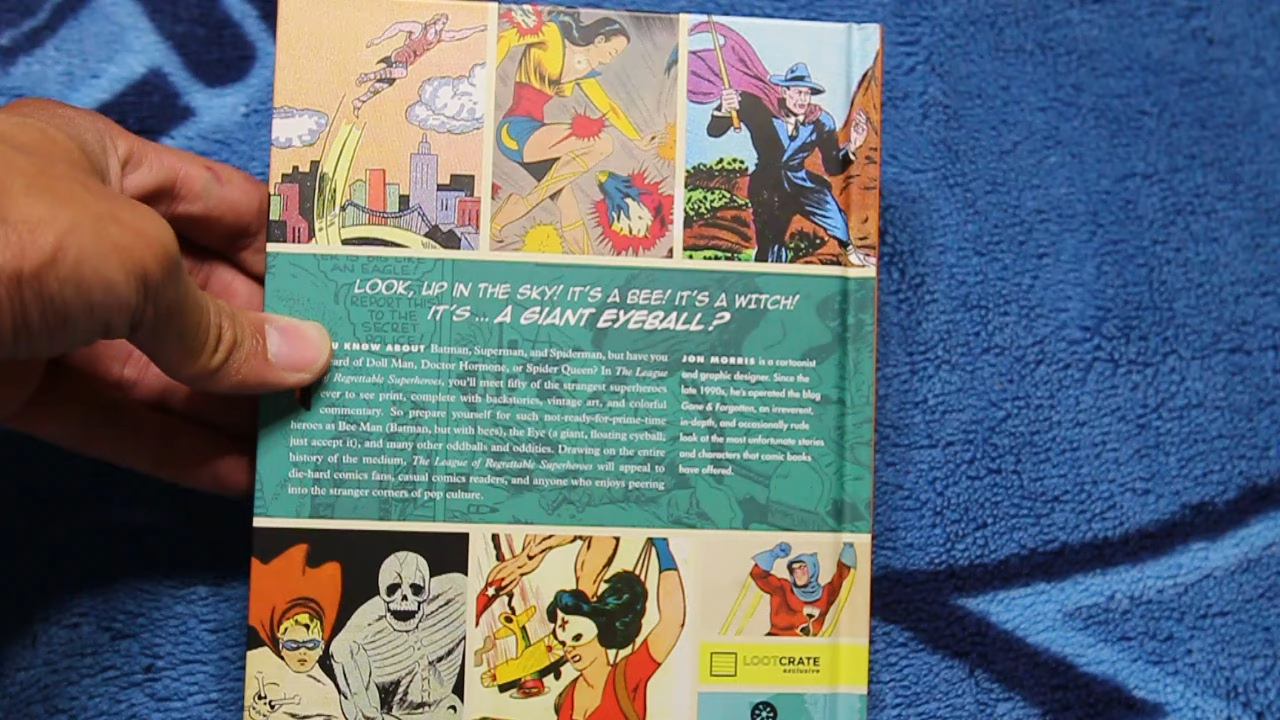 AN EAGLE!
REPORT THIS
TO THE
SECRET
LOOK, UP IN THE SKY! IT'S A BEE! IT'S A WITCH!
IT'S ... A GIANT EYEBALL?
U KNOW ABOUT Batman, Superman, and Spiderman, but have you
ard of Doll Man, Doctor Hormone, or Spider Queen? In The League
Regrettable Superheroes, you'll meet fifty of the strangest superheroes
ever to see print, complete with backstories, vintage art, and colorful
commentary. So prepare yourself for such not-ready-for-prime-time
heroes as Bee Man (Batman, but with bees), the Eye (a giant, floating eyeball,
just accept it), and many other oddballs and oddities. Drawing on the entire
history of the medium, The League of Regrettable Superheroes will appeal to
die-hard comics fans, casual comics readers, and anyone who enjoys peering
into the stranger corners of pop culture.
JON MORRIS is a cartoonist
and graphic designer. Since the
late 1990s, he's operated the blog
Gone & Forgotten, an irreverent,
in-depth, and occasionally rude
look at the most unfortunate stories
and characters that comic books
have offered.
LOOTCRATE
exclusive